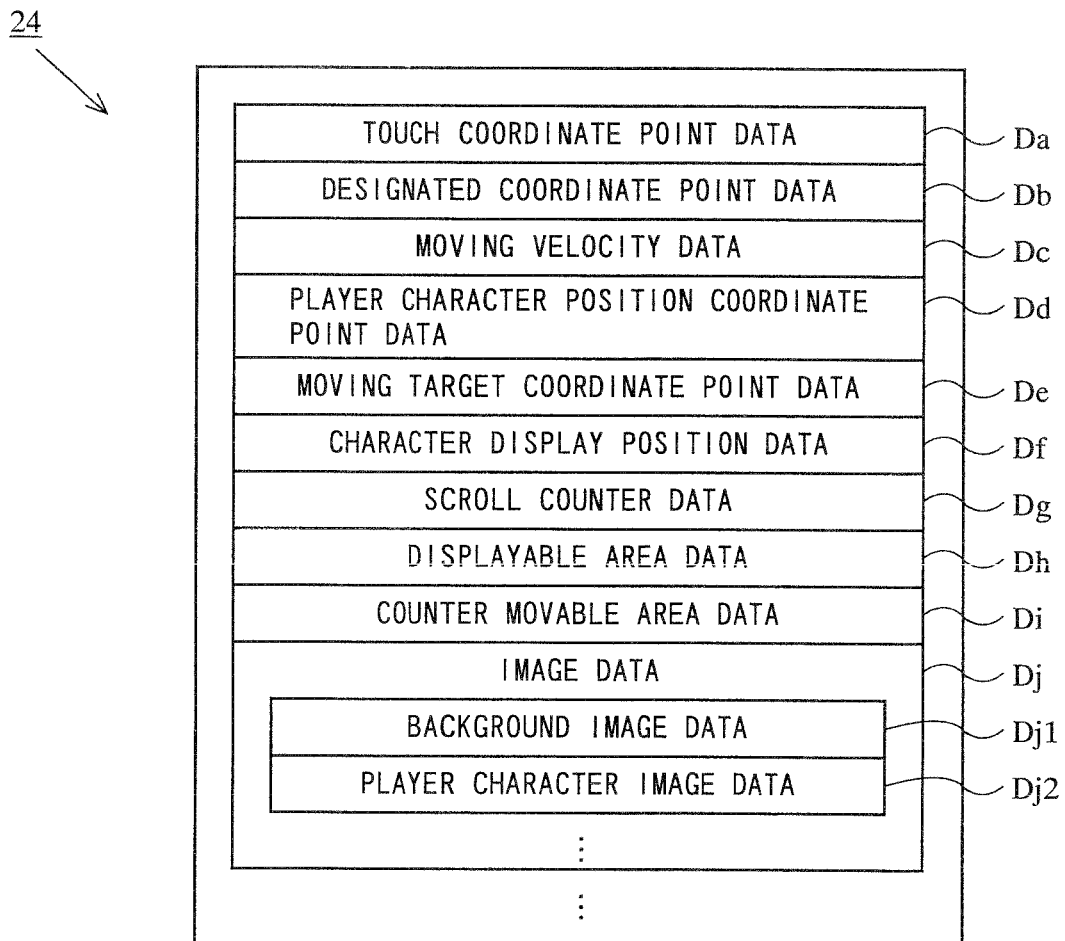 24
TOUCH COORDINATE POINT DATA Da
DESIGNATED COORDINATE POINT DATA Db
MOVING VELOCITY DATA Dc
PLAYER CHARACTER POSITION COORDINATE Dd
POINT DATA
MOVING TARGET COORDINATE POINT DATA De
CHARACTER DISPLAY POSITION DATA Df
SCROLL COUNTER DATA Dg
DISPLAYABLE AREA DATA Dh
COUNTER MOVABLE AREA DATA Di
IMAGE DATA Dj
BACKGROUND IMAGE DATA Dj1
PLAYER CHARACTER IMAGE DATA Dj2